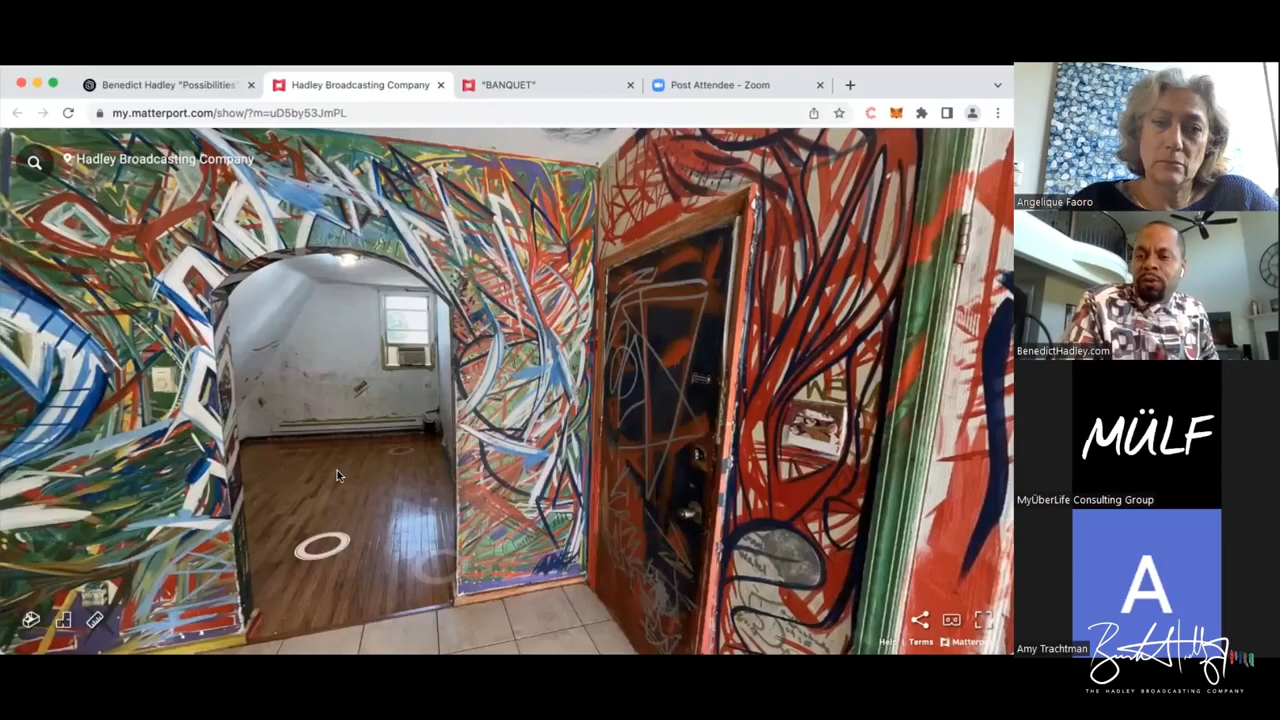 Benedict Hadley "Possibilities"
Hadley Broadcasting Company
"BANQUET"
Post Attendee - Zoom
my.matterport.com/show/?m=uD5by53JmPL
Hadley Broadcasting Company
Help
Terms
Angelique Faoro
BenedictHadley.com
MÜLF
MyÜberLife Consulting Group
A
Amy Trachtman
THE HADLEY BROADCASTING COMPANY